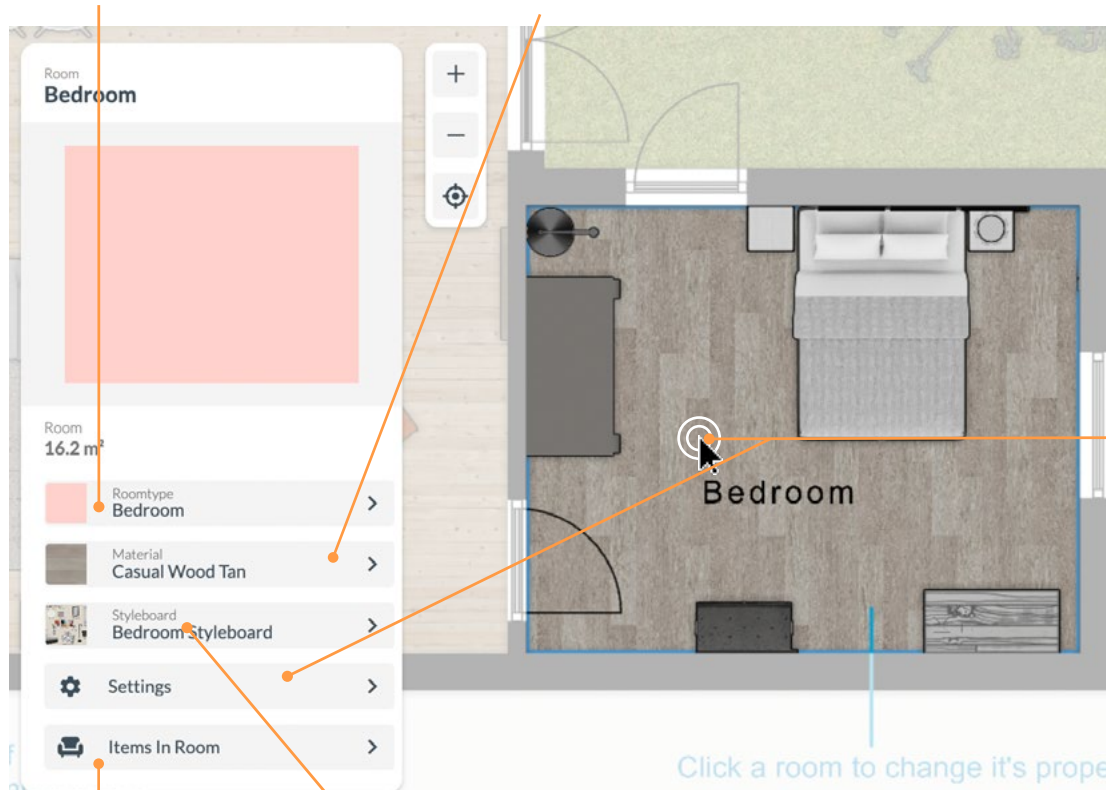 Room
Bedroom
Room
16.2 m²
Roomtype
Bedroom
Material
Casual Wood Tan
Styleboard
Bedroom Styleboard
Settings
Items In Room
Bedroom
Click a room to change it's